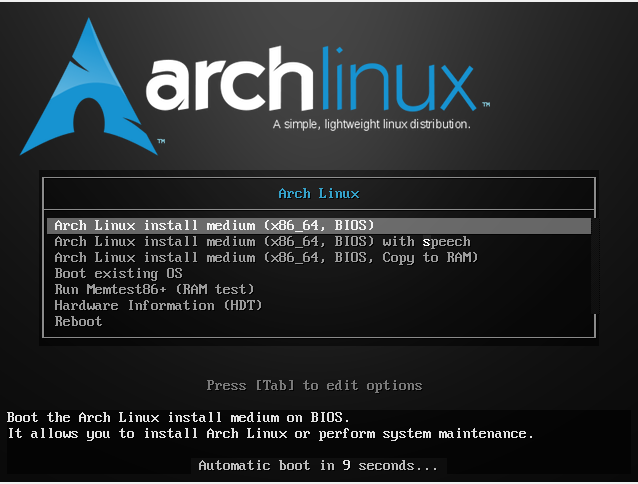 archlinux™
A simple, lightweight linux distribution.
™
Arch Linux
Arch Linux install medium (x86_64, BIOS)
Arch Linux install medium (x86_64, BIOS) with speech
Arch Linux install medium (x86_64, BIOS, Copy to RAM)
Boot existing OS
Run Memtest86+ (RAM test)
Hardware Information (HDT)
Reboot
Press [Tab] to edit options
Boot the Arch Linux install medium on BIOS.
It allows you to install Arch Linux or perform system maintenance.
Automatic boot in 9 seconds...